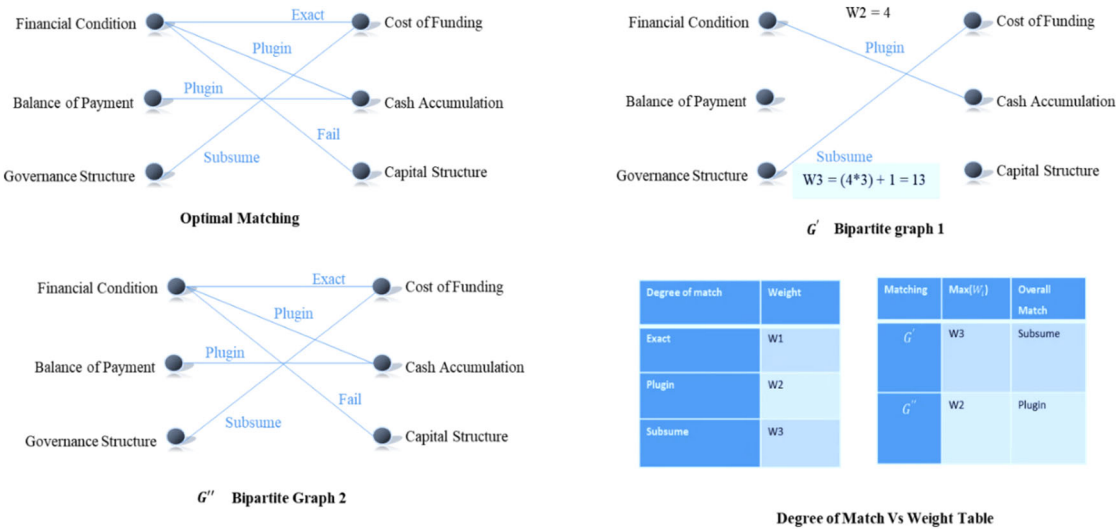 Financial Condition
Exact
Cost of Funding
Plugin
Balance of Payment
Plugin
Cash Accumulation
Fail
Governance Structure
Subsume
Capital Structure
Optimal Matching
Financial Condition
W2 = 4
Cost of Funding
Plugin
Balance of Payment
Cash Accumulation
Governance Structure
Subsume
Capital Structure
W3 = (4*3) + 1 = 13
G′ Bipartite graph 1
Financial Condition
Exact
Cost of Funding
Plugin
Balance of Payment
Plugin
Cash Accumulation
Fail
Governance Structure
Subsume
Capital Structure
G′′ Bipartite Graph 2
Degree of match Weight
Exact W1
Plugin W2
Subsume W3
Matching Max(Wᵢ) Overall
Match
G′ W3 Subsume
G′′ W2 Plugin
Degree of Match Vs Weight Table